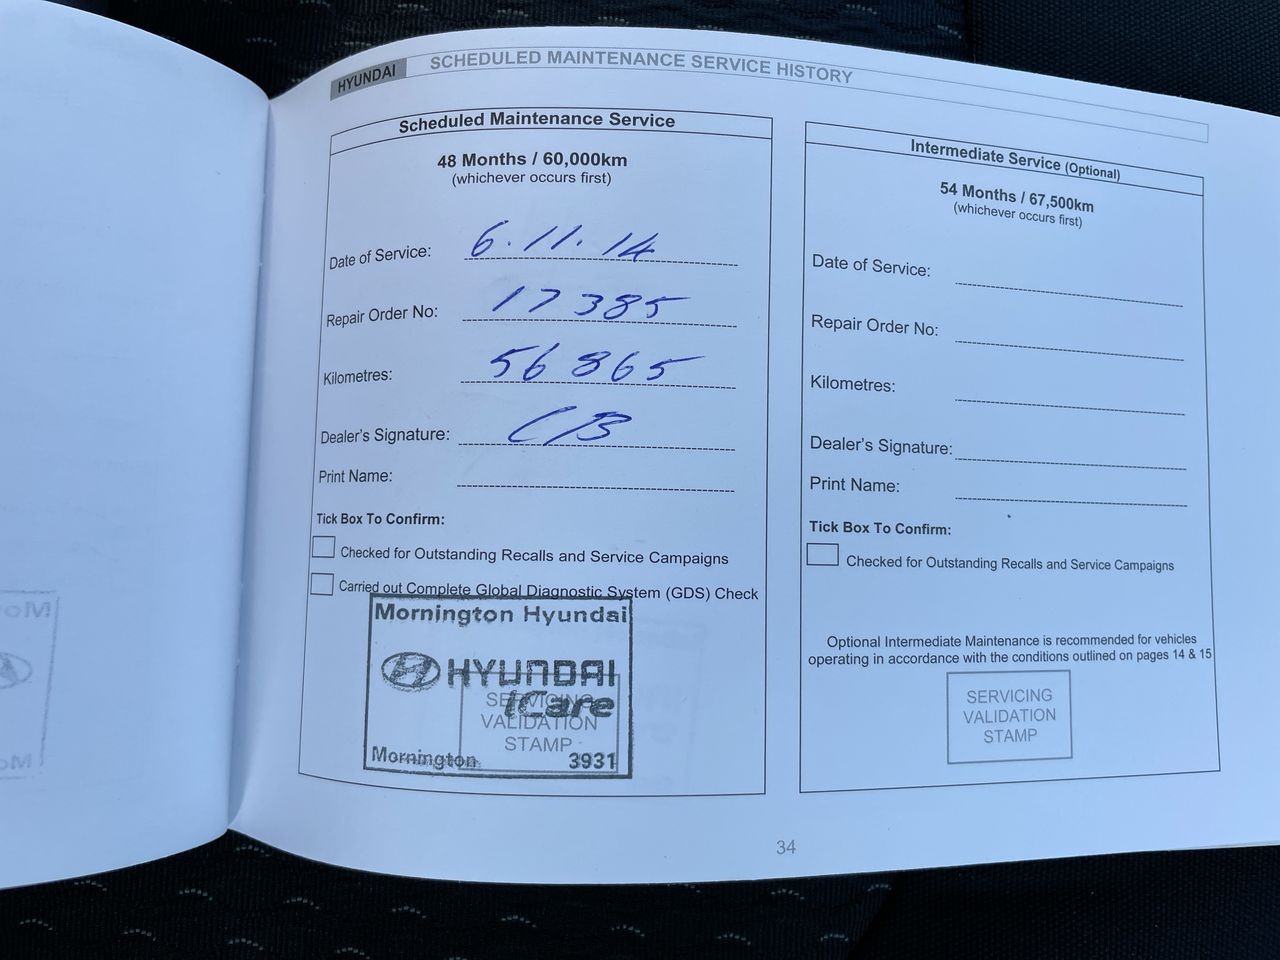 HYUNDAI
SCHEDULED MAINTENANCE SERVICE HISTORY
Scheduled Maintenance Service
48 Months / 60,000km
(whichever occurs first)
Date of Service: 6.11.14
Repair Order No: 17385
Kilometres: 56865
Dealer's Signature: CB
Print Name:
Tick Box To Confirm:
Checked for Outstanding Recalls and Service Campaigns
Carried out Complete Global Diagnostic System (GDS) Check
Mornington Hyundai
HYUNDAI
iCare
SERVICING
VALIDATION
STAMP
Mornington 3931
Intermediate Service (Optional)
54 Months / 67,500km
(whichever occurs first)
Date of Service:
Repair Order No:
Kilometres:
Dealer's Signature:
Print Name:
Tick Box To Confirm:
Checked for Outstanding Recalls and Service Campaigns
Optional Intermediate Maintenance is recommended for vehicles
operating in accordance with the conditions outlined on pages 14 & 15
SERVICING
VALIDATION
STAMP
34